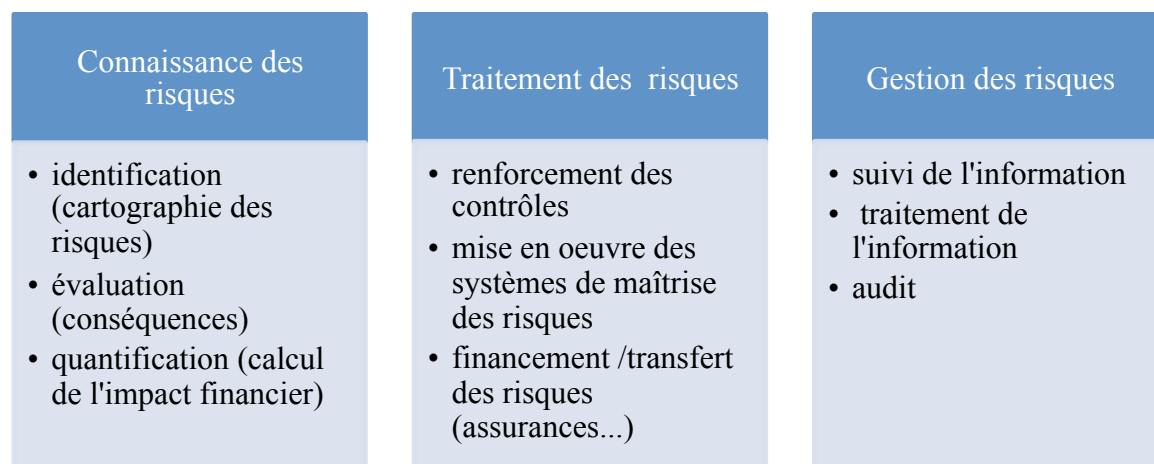 Connaissance des
risques
• identification
(cartographie des
risques)
• évaluation
(conséquences)
• quantification (calcul
de l'impact financier)
Traitement des  risques
• renforcement des
contrôles
• mise en oeuvre des
systèmes de maîtrise
des risques
• financement /transfert
des risques
(assurances...)
Gestion des risques
• suivi de l'information
•  traitement de
l'information
• audit